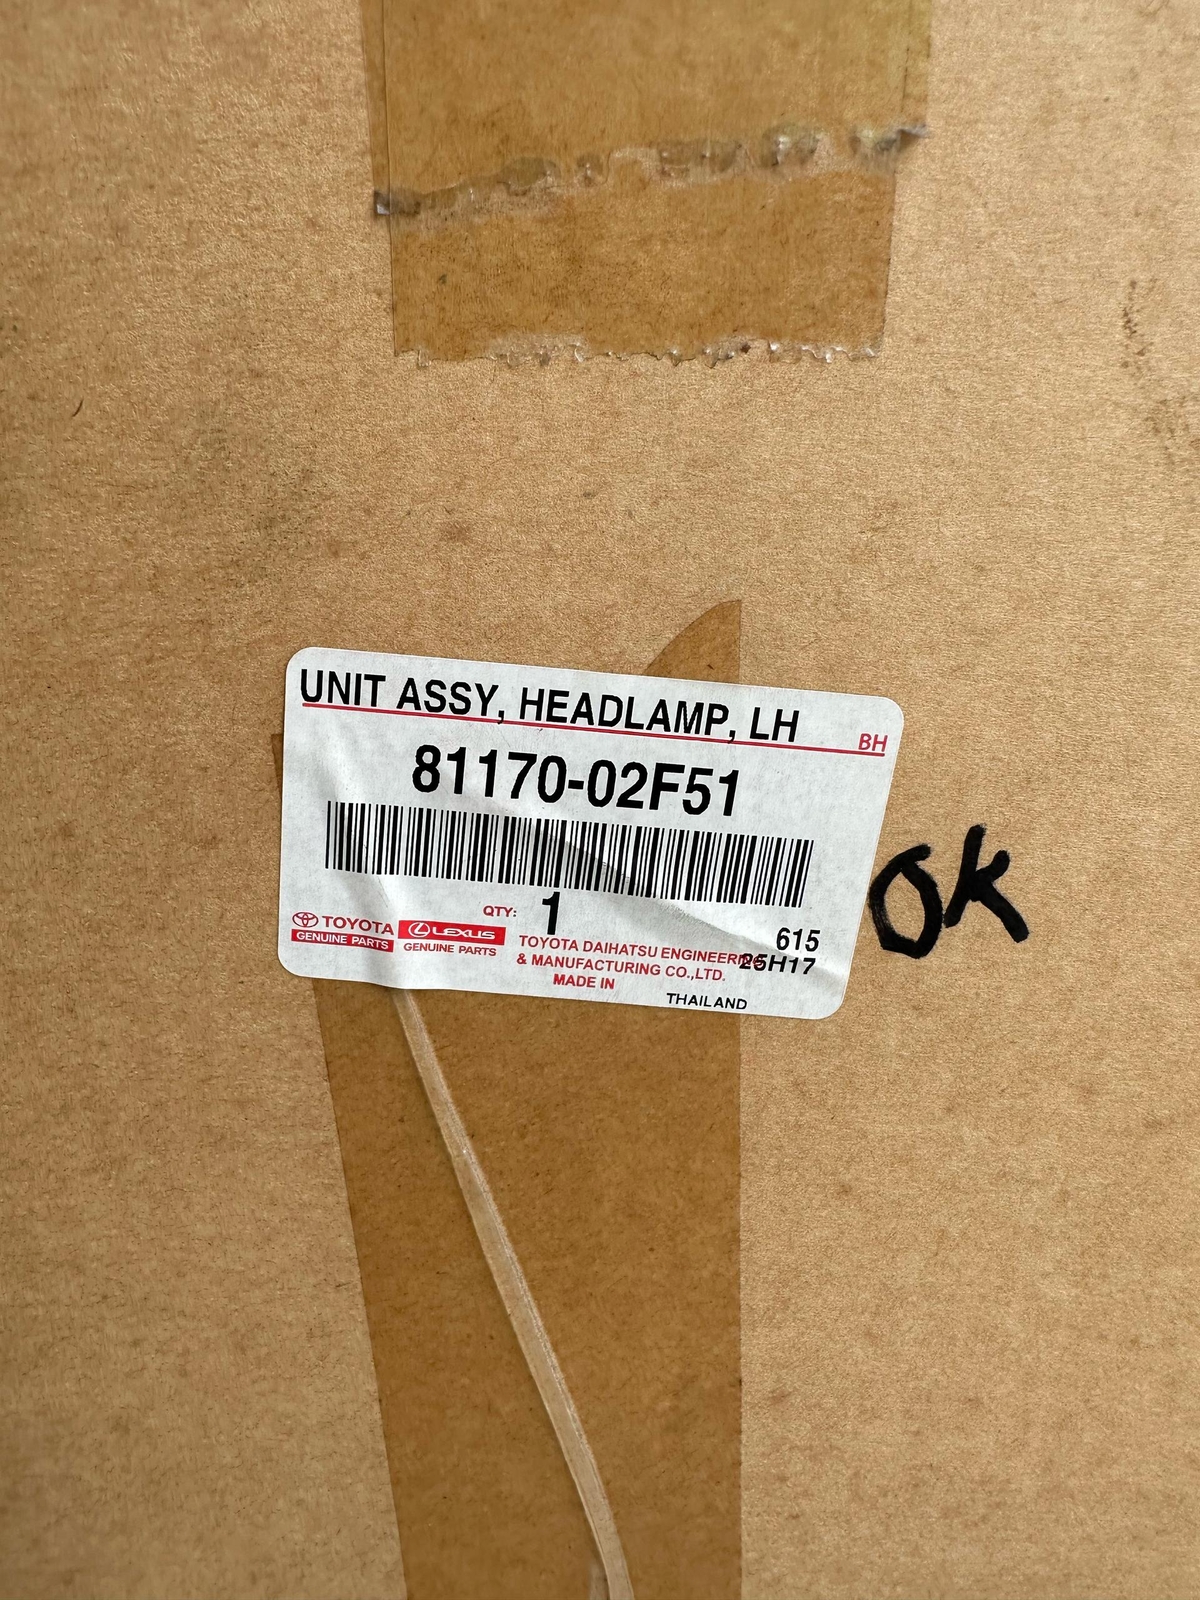 UNIT ASSY, HEADLAMP, LH
BH
81170-02F51
QTY: 1
TOYOTA
GENUINE PARTS
LEXUS
GENUINE PARTS
TOYOTA DAIHATSU ENGINEERING
& MANUFACTURING CO.,LTD.
MADE IN
THAILAND
615
25H17
Ok